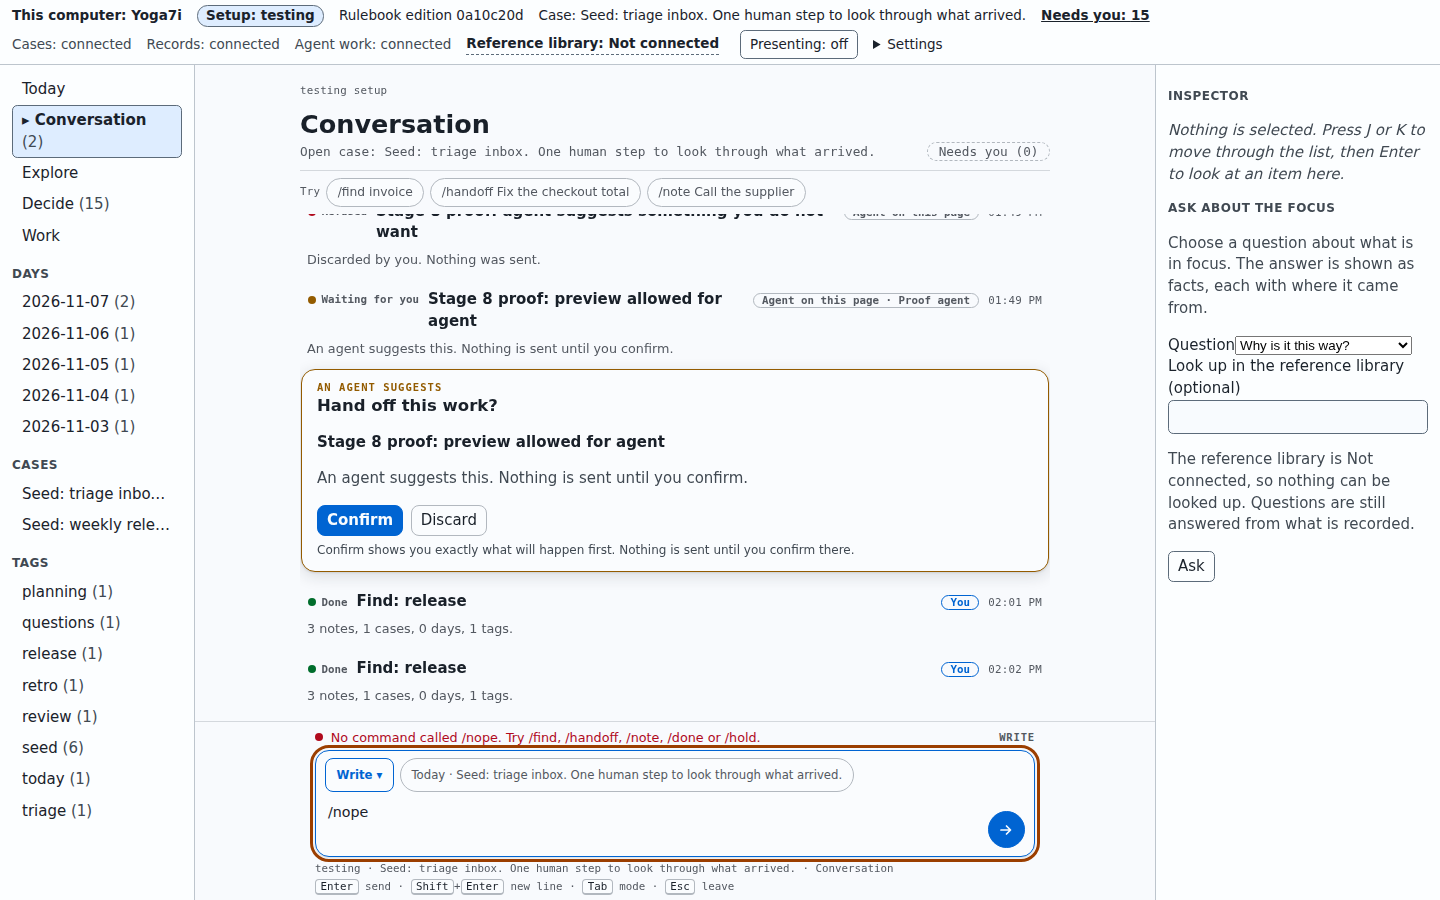 This computer: Yoga7i Setup: testing Rulebook edition 0a10c20d Case: Seed: triage inbox. One human step to look through what arrived. Needs you: 15
Cases: connected Records: connected Agent work: connected Reference library: Not connected Presenting: off ▶ Settings
Today
▸ Conversation
(2)
Explore
Decide (15)
Work
DAYS
2026-11-07 (2)
2026-11-06 (1)
2026-11-05 (1)
2026-11-04 (1)
2026-11-03 (1)
CASES
Seed: triage inbo…
Seed: weekly rele…
TAGS
planning (1)
questions (1)
release (1)
retro (1)
review (1)
seed (6)
today (1)
triage (1)
testing setup
Conversation
Open case: Seed: triage inbox. One human step to look through what arrived. Needs you (0)
Try /find invoice /handoff Fix the checkout total /note Call the supplier
Stage 8 proof: agent suggests something you do not Agent on this page 01:49 PM
want
Discarded by you. Nothing was sent.
Waiting for you Stage 8 proof: preview allowed for Agent on this page · Proof agent 01:49 PM
agent
An agent suggests this. Nothing is sent until you confirm.
AN AGENT SUGGESTS
Hand off this work?
Stage 8 proof: preview allowed for agent
An agent suggests this. Nothing is sent until you confirm.
Confirm Discard
Confirm shows you exactly what will happen first. Nothing is sent until you confirm there.
Done Find: release You 02:01 PM
3 notes, 1 cases, 0 days, 1 tags.
Done Find: release You 02:02 PM
3 notes, 1 cases, 0 days, 1 tags.
No command called /nope. Try /find, /handoff, /note, /done or /hold. WRITE
Write ▾ Today · Seed: triage inbox. One human step to look through what arrived.
/nope
testing · Seed: triage inbox. One human step to look through what arrived. · Conversation
Enter send · Shift+Enter new line · Tab mode · Esc leave
INSPECTOR
Nothing is selected. Press J or K to
move through the list, then Enter
to look at an item here.
ASK ABOUT THE FOCUS
Choose a question about what is
in focus. The answer is shown as
facts, each with where it came
from.
Question Why is it this way?
Look up in the reference library
(optional)
The reference library is Not
connected, so nothing can be
looked up. Questions are still
answered from what is recorded.
Ask